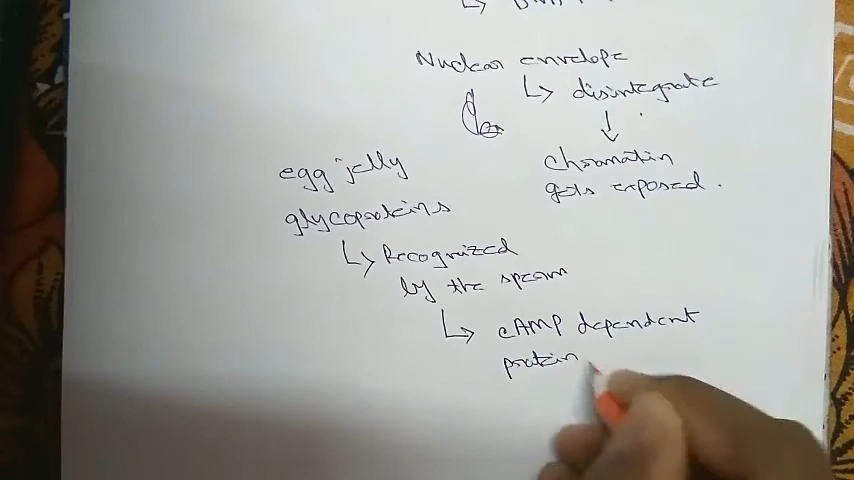 Nuclear envelope
↳ disintegrate
↓
chromatin
gets exposed.
egg jelly
glycoproteins
↳ Recognized
by the sperm
↳ cAMP dependent
protein